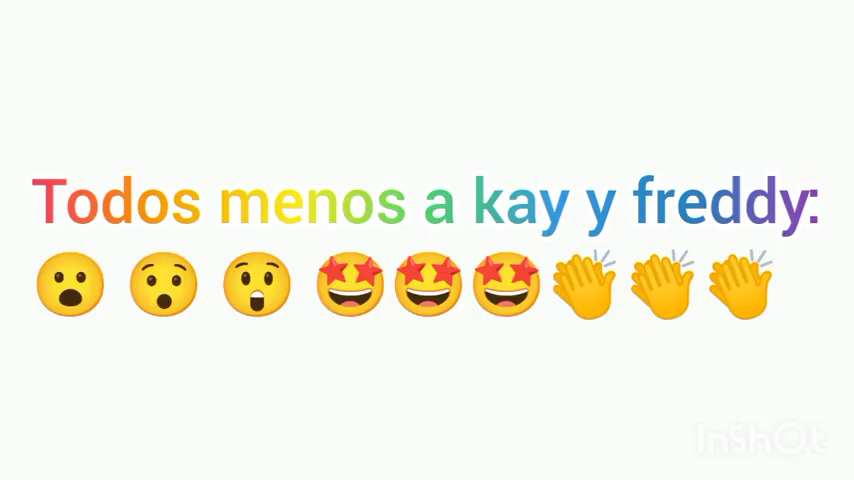 Todos menos a kay y freddy:
😮 😯 😲 🤩🤩🤩👏👏👏
InShOt